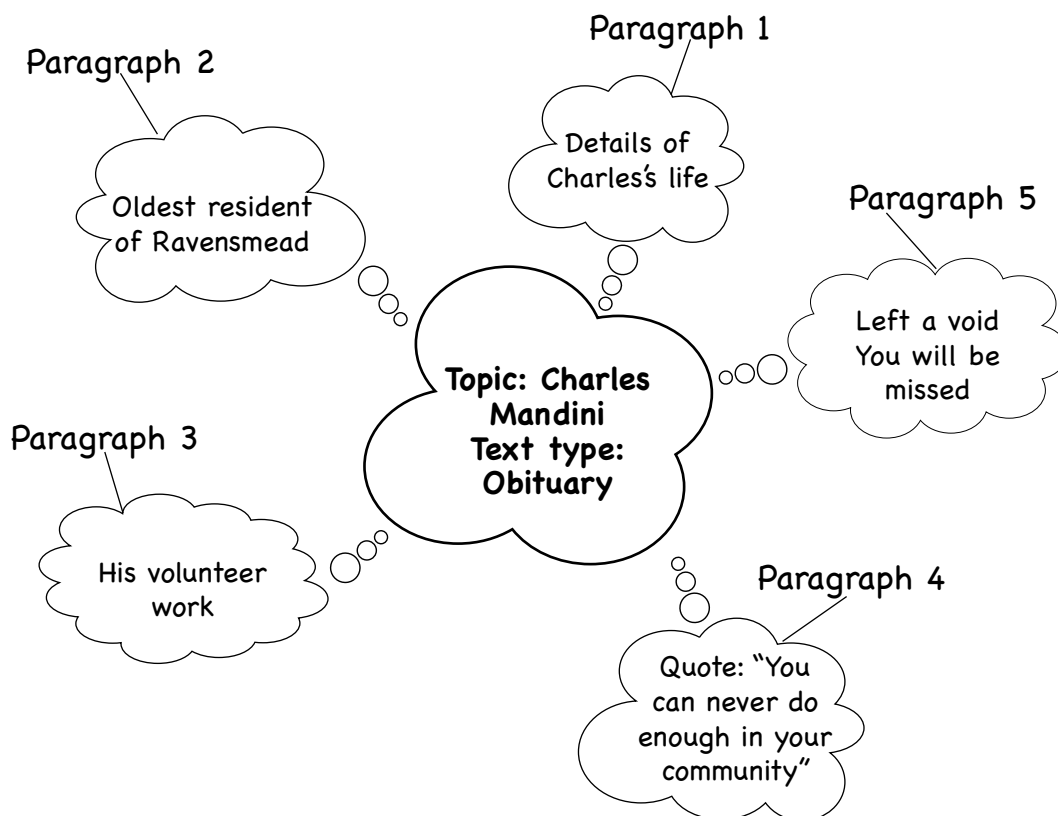 Paragraph 1
Details of
Charles's life
Paragraph 2
Oldest resident
of Ravensmead
Paragraph 5
Left a void
You will be
missed
Topic: Charles
Mandini
Text type:
Obituary
Paragraph 3
His volunteer
work
Paragraph 4
Quote: “You
can never do
enough in your
community”